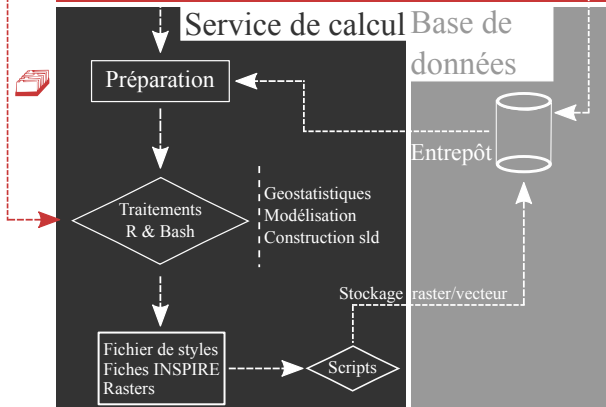 Service de calcul
Base de
données
Préparation
Entrepôt
Traitements
R & Bash
Geostatistiques
Modélisation
Construction sld
Stockage raster/vecteur
Fichier de styles
Fiches INSPIRE
Rasters
Scripts